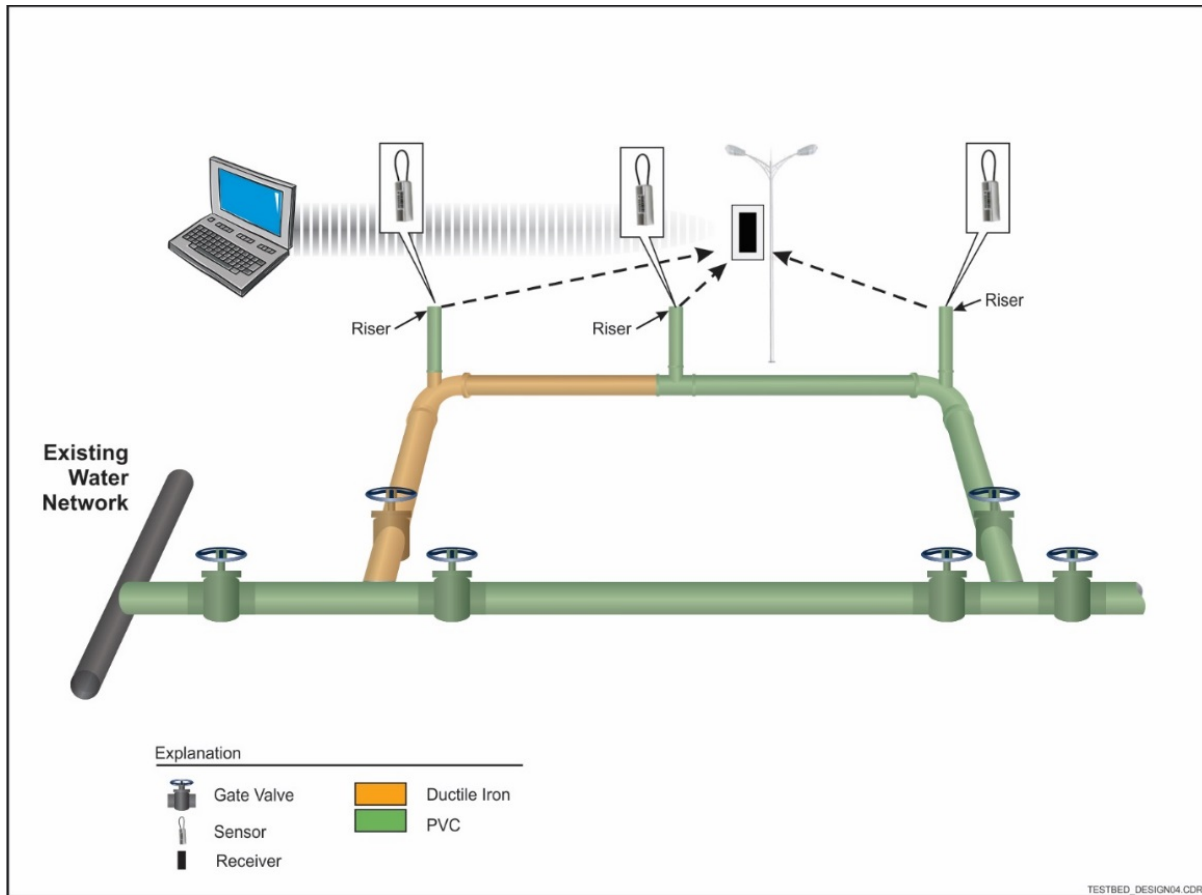 Riser
Riser
Riser
Existing
Water
Network
Explanation
Gate Valve
Ductile Iron
Sensor
PVC
Receiver
TESTBED_DESIGN04.CDR